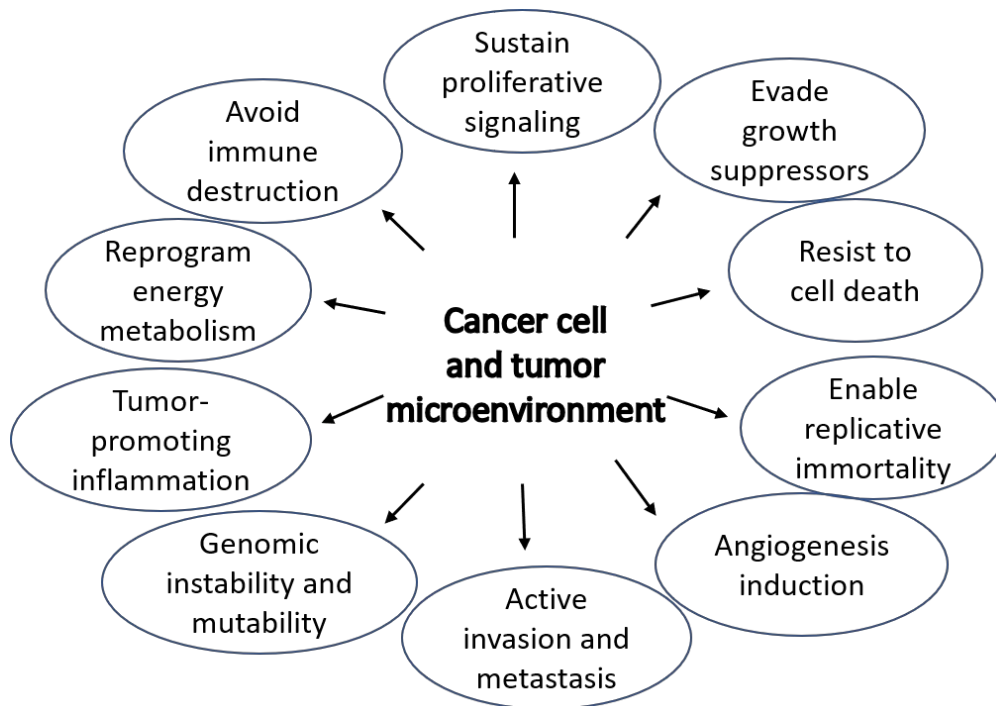 Sustain
proliferative
signaling
Evade
growth
suppressors
Resist to
cell death
Enable
replicative
immortality
Angiogenesis
induction
Active
invasion and
metastasis
Genomic
instability and
mutability
Tumor-
promoting
inflammation
Reprogram
energy
metabolism
Avoid
immune
destruction
Cancer cell
and tumor
microenvironment